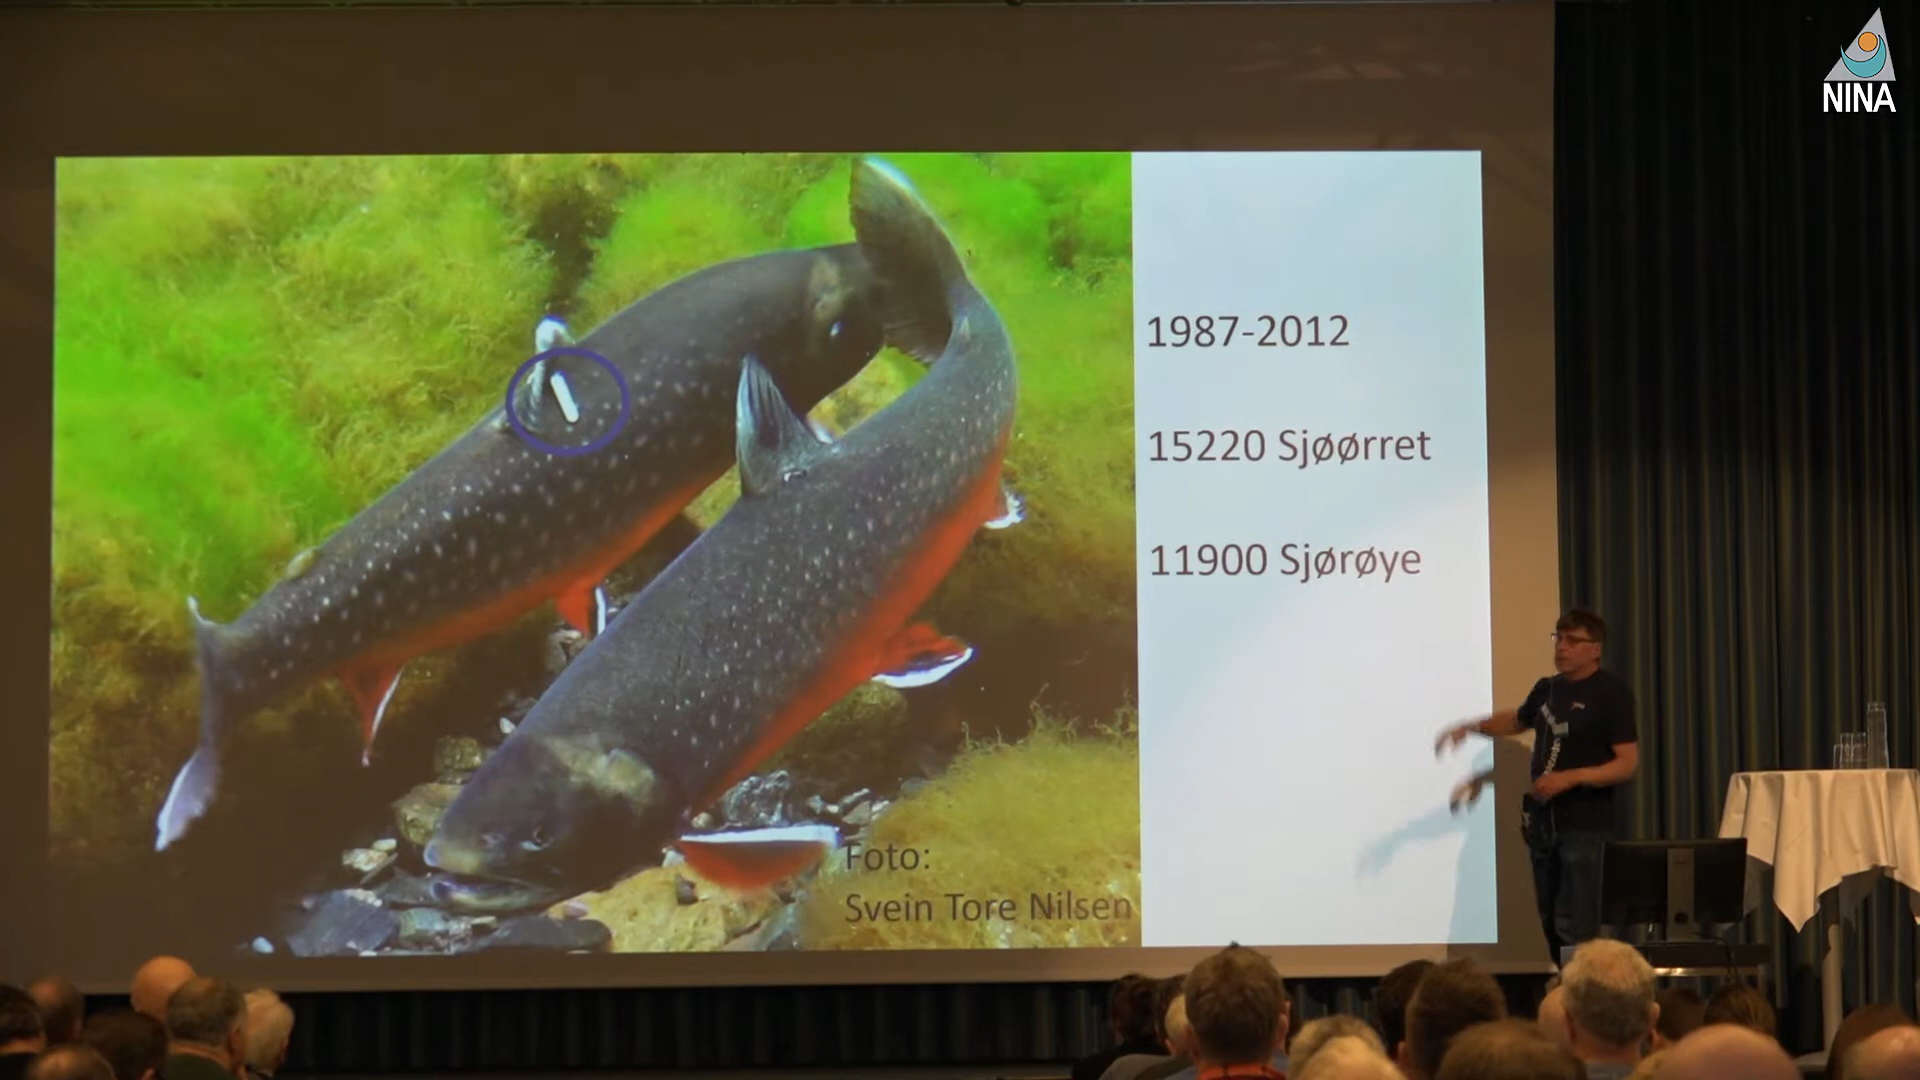 NINA
1987-2012
15220 Sjøørret
11900 Sjørøye
Foto:
Svein Tore Nilsen